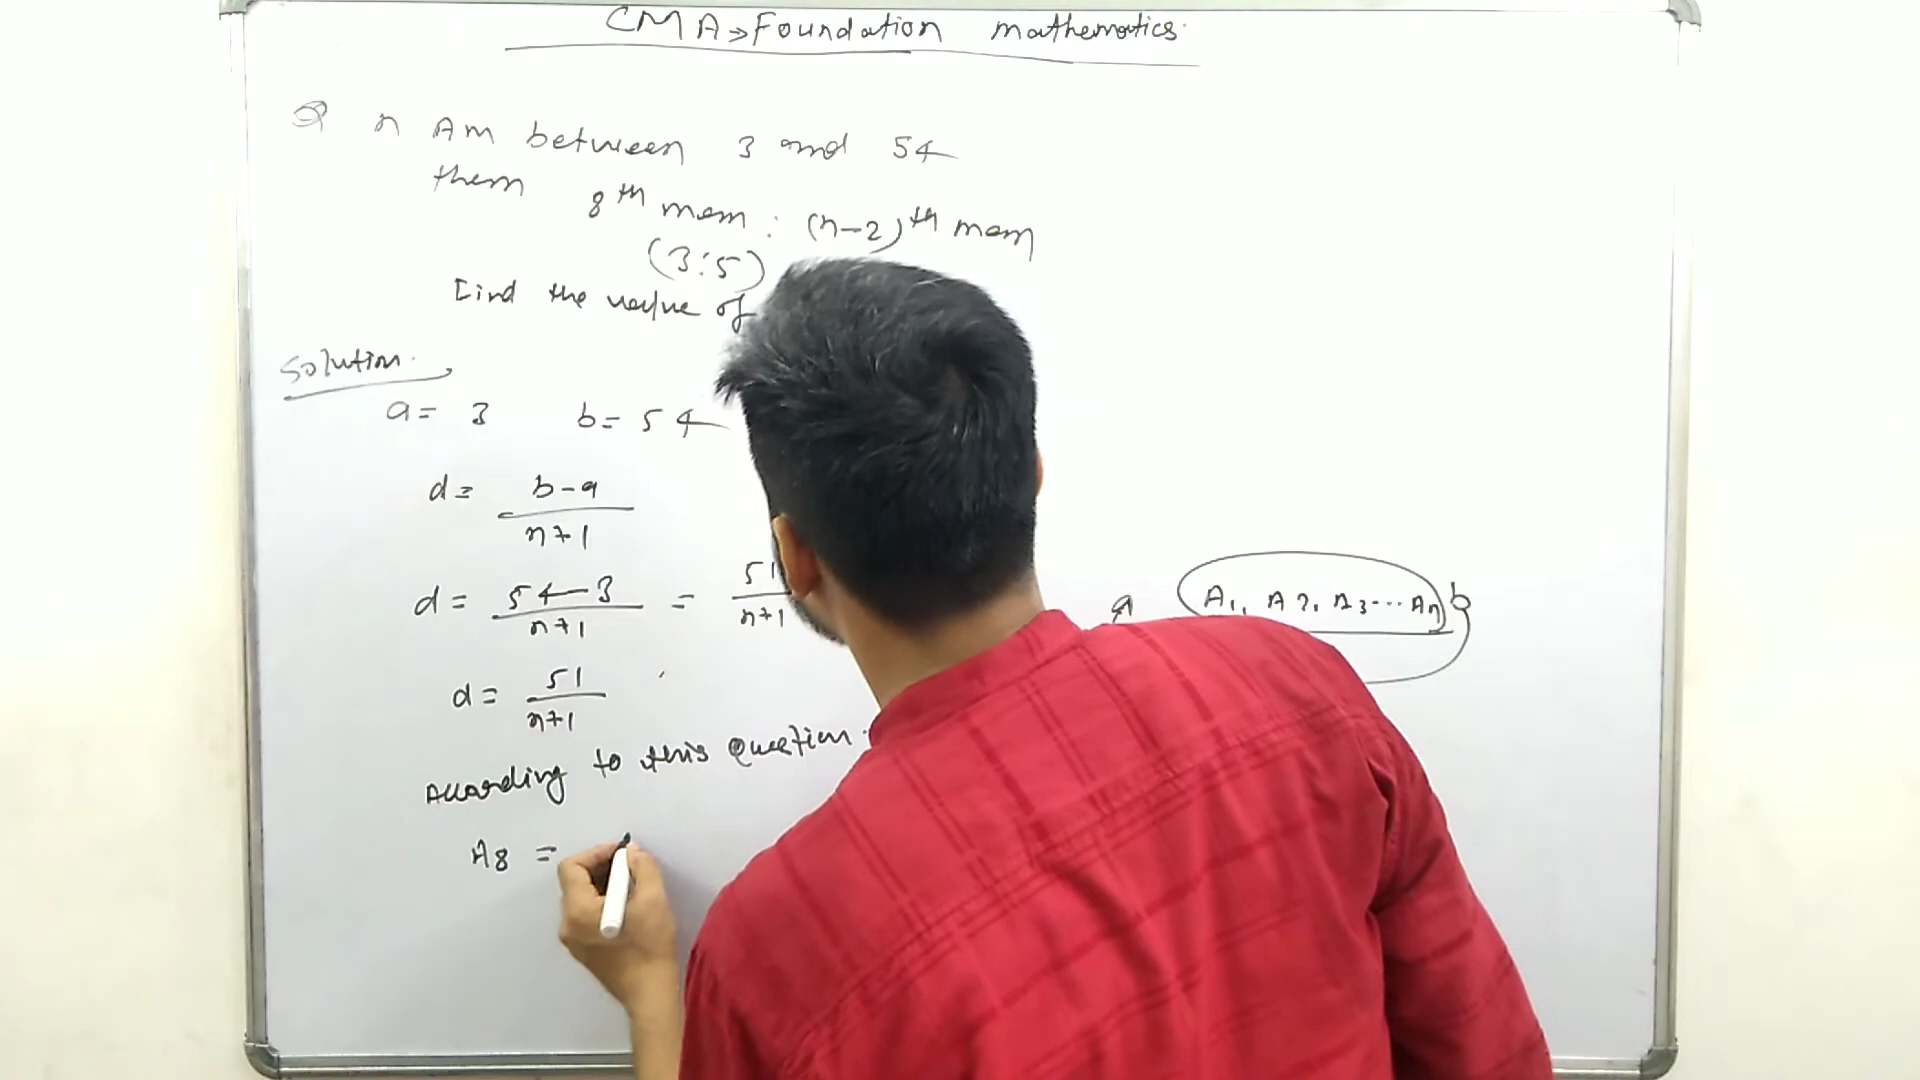 CMA → Foundation mathematics.
Q n AM between 3 and 54
then 8th mean : (n-2)th mean
(3:5)
Find the value of
Solution.
a = 3 b = 54
d = b-a / n+1
d = 54-3 / n+1 = 51 / n+1
a A1, A2, A3... An b
d = 51 / n+1
According to this question.
A8 =